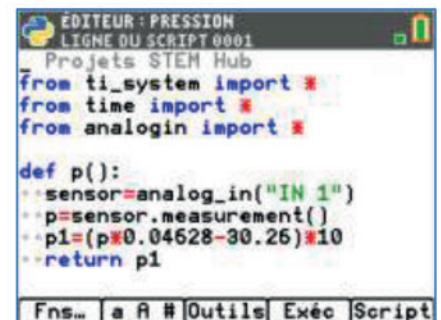 ÉDITEUR : PRESSION
LIGNE DU SCRIPT 0001
_ Projets STEM Hub
from ti_system import *
from time import *
from analogin import *
def p():
··sensor=analog_in("IN 1")
··p=sensor.measurement()
··p1=(p*0.04628-30.26)*10
··return p1
Fns… a A # Outils Exéc Script